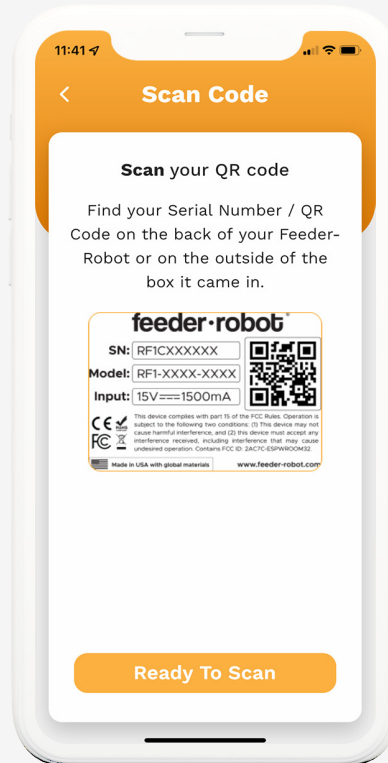 11:41
Scan Code
Scan your QR code
Find your Serial Number / QR
Code on the back of your Feeder-
Robot or on the outside of the
box it came in.
feeder·robot
SN: RF1CXXXXXX
Model: RF1-XXXX-XXXX
Input: 15V⎓1500mA
This device complies with part 15 of the FCC Rules. Operation is
subject to the following two conditions: (1) This device may not
cause harmful interference, and (2) this device must accept any
interference received, including interference that may cause
undesired operation. Contains FCC ID: 2AC7C-ESPWROOM32.
CE
FC
Made in USA with global materials
www.feeder-robot.com
Ready To Scan